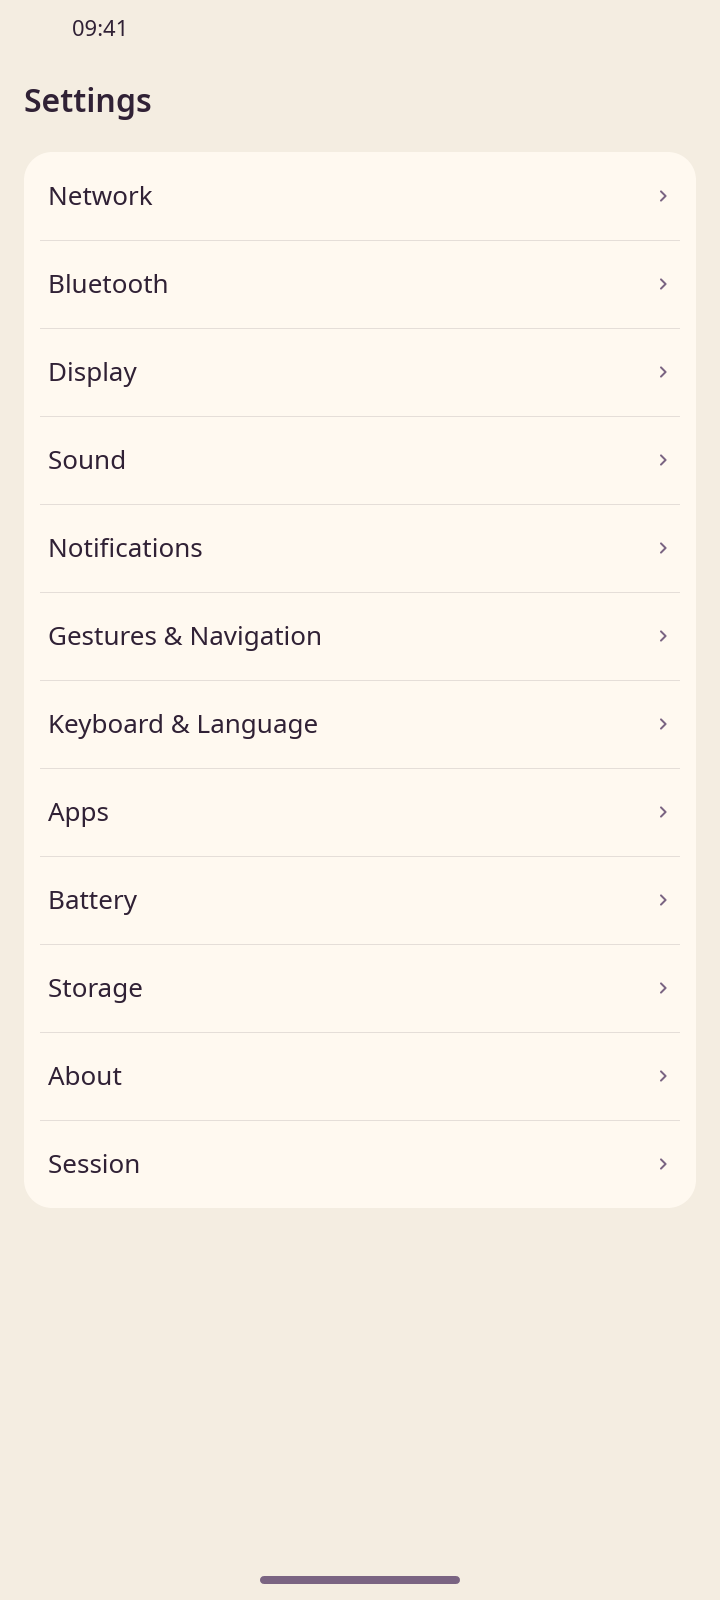 09:41
Settings
Network
Bluetooth
Display
Sound
Notifications
Gestures & Navigation
Keyboard & Language
Apps
Battery
Storage
About
Session